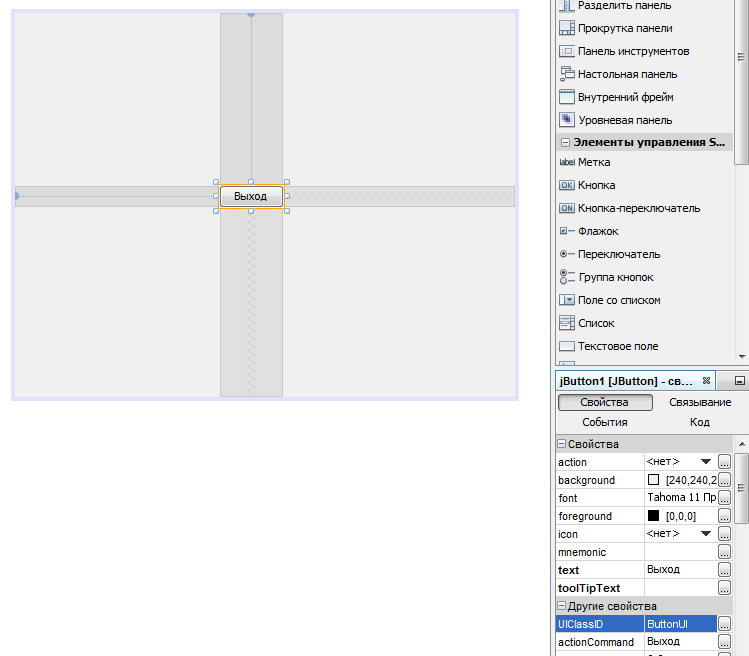 Разделить панель
Прокрутка панели
Панель инструментов
Настольная панель
Внутренний фрейм
Уровневая панель
Элементы управления S...
label Метка
OK Кнопка
ON Кнопка-переключатель
Флажок
Переключатель
Группа кнопок
Поле со списком
Список
Текстовое поле
Выход
jButton1 [JButton] - св...
Свойства Связывание
События Код
Свойства
action <нет> ...
background [240,240,2 ...
font Tahoma 11 Пр ...
foreground [0,0,0] ...
icon <нет> ...
mnemonic ...
text Выход ...
toolTipText ...
Другие свойства
UIClassID ButtonUI ...
actionCommand Выход ...